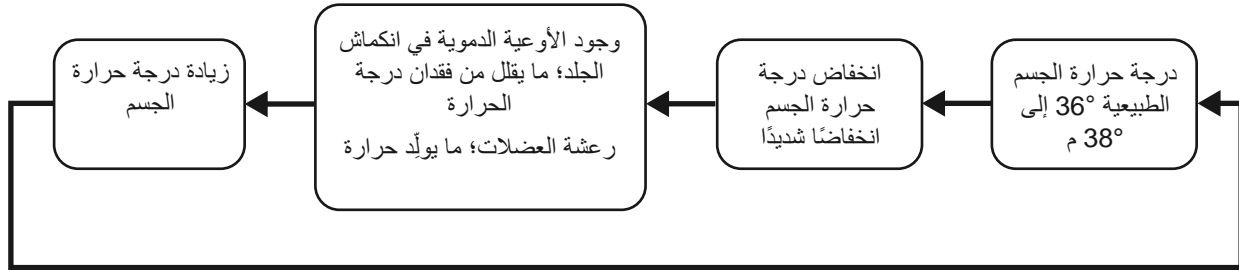 درجة حرارة الجسم
الطبيعية °36 إلى
°38 م
انخفاض درجة
حرارة الجسم
انخفاضًا شديدًا
وجود الأوعية الدموية في انكماش
الجلد؛ ما يقلل من فقدان درجة
الحرارة
رعشة العضلات؛ ما يولِّد حرارة
زيادة درجة حرارة
الجسم